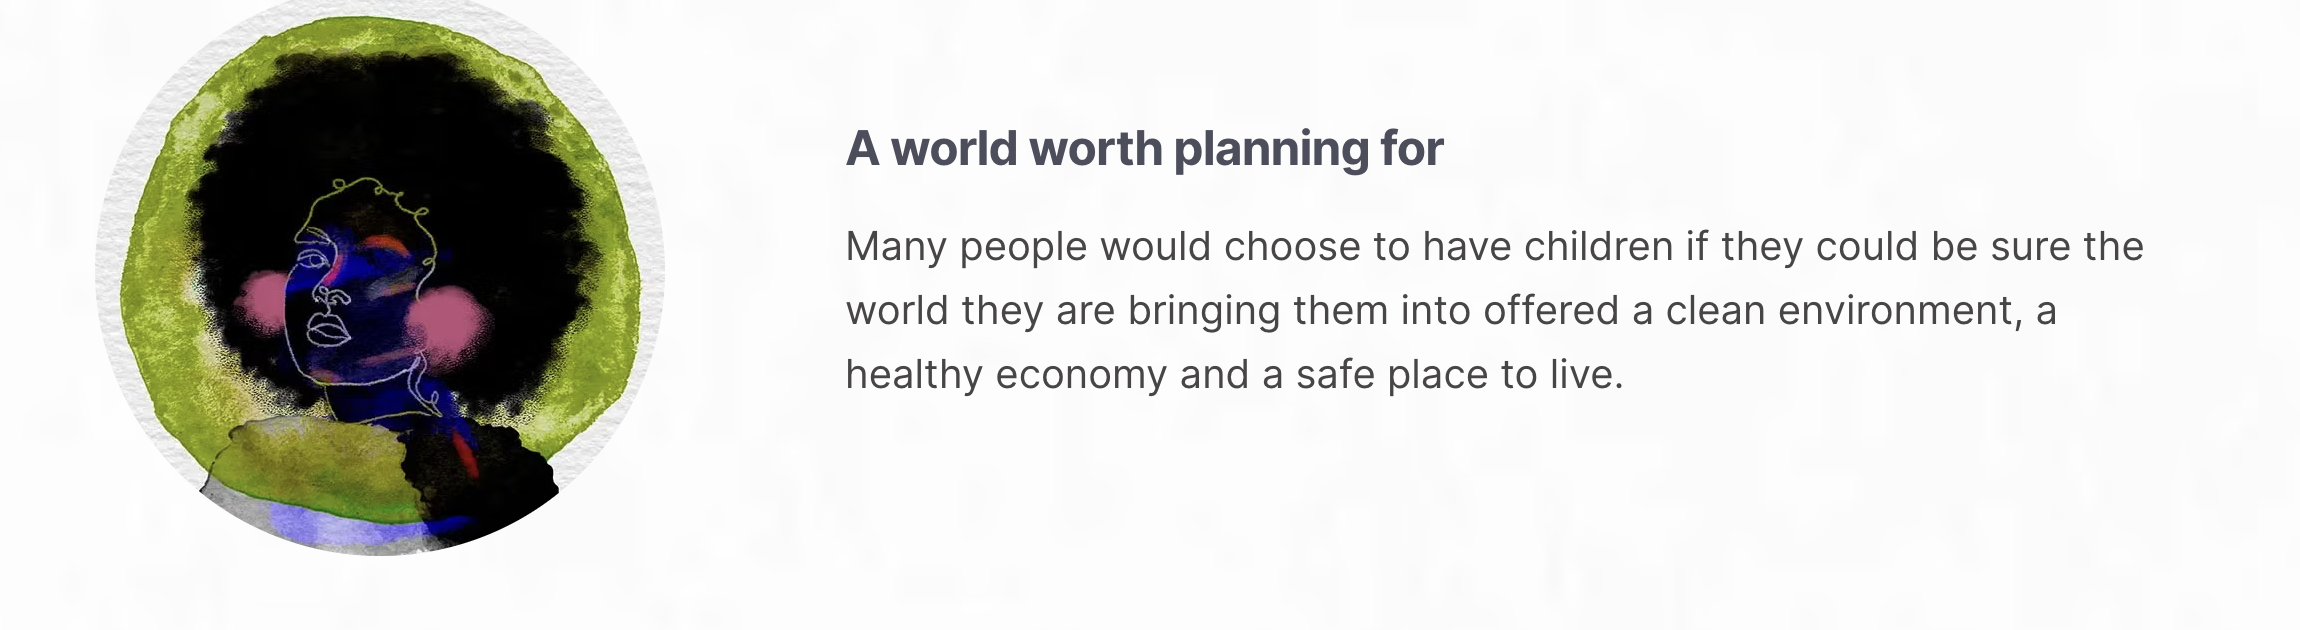 A world worth planning for
Many people would choose to have children if they could be sure the
world they are bringing them into offered a clean environment, a
healthy economy and a safe place to live.